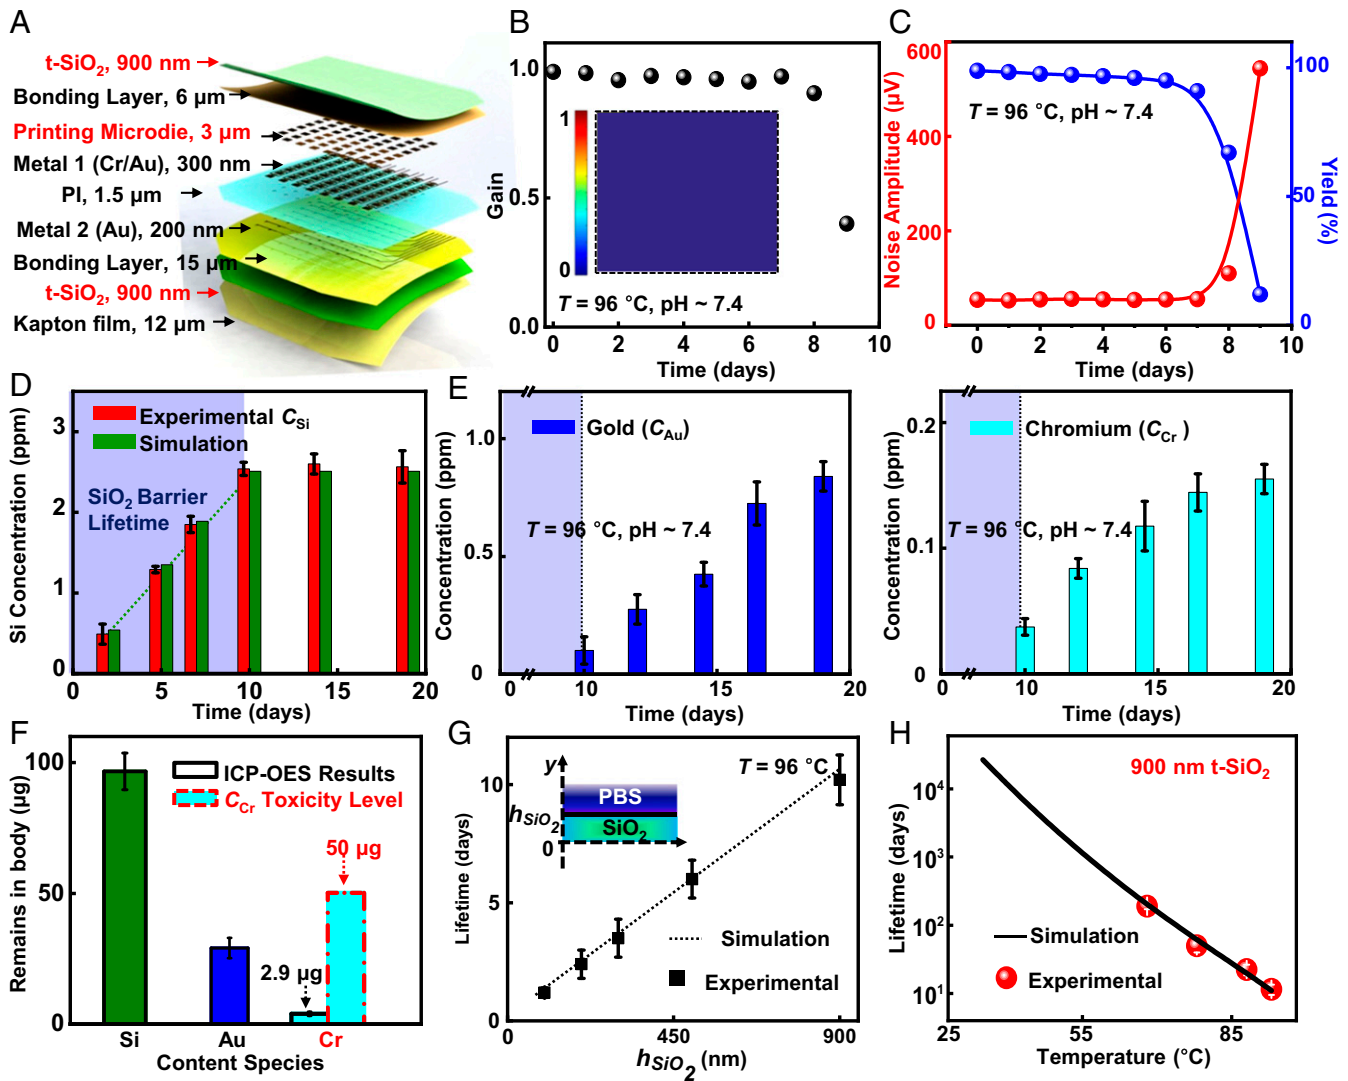 A
t-SiO2, 900 nm
Bonding Layer, 6 μm
Printing Microdie, 3 μm
Metal 1 (Cr/Au), 300 nm
PI, 1.5 μm
Metal 2 (Au), 200 nm
Bonding Layer, 15 μm
t-SiO2, 900 nm
Kapton film, 12 μm
B
Gain
1.0
0.5
0.0
1
0
T = 96 °C, pH ~ 7.4
0 2 4 6 8 10
Time (days)
C
Noise Amplitude (μV)
600
400
200
0
T = 96 °C, pH ~ 7.4
100
50
0
Yield (%)
0 2 4 6 8 10
Time (days)
D
Si Concentration (ppm)
3
2
1
0
Experimental CSi
Simulation
SiO2 Barrier
Lifetime
0 5 10 15 20
Time (days)
E
Concentration (ppm)
1.0
0.5
0
Gold (CAu)
T = 96 °C, pH ~ 7.4
0 10 15 20
Time (days)
Concentration (ppm)
0.2
0.1
0
Chromium (CCr)
T = 96 °C, pH ~ 7.4
0 10 15 20
Time (days)
F
Remains in body (μg)
100
50
0
ICP-OES Results
CCr Toxicity Level
50 μg
2.9 μg
Si Au Cr
Content Species
G
Lifetime (days)
10
5
0
y
hSiO2
0
PBS
SiO2
T = 96 °C
Simulation
Experimental
0 450 900
hSiO2 (nm)
H
Lifetime (days)
10^4
10^3
10^2
10^1
900 nm t-SiO2
Simulation
Experimental
25 55 85
Temperature (°C)